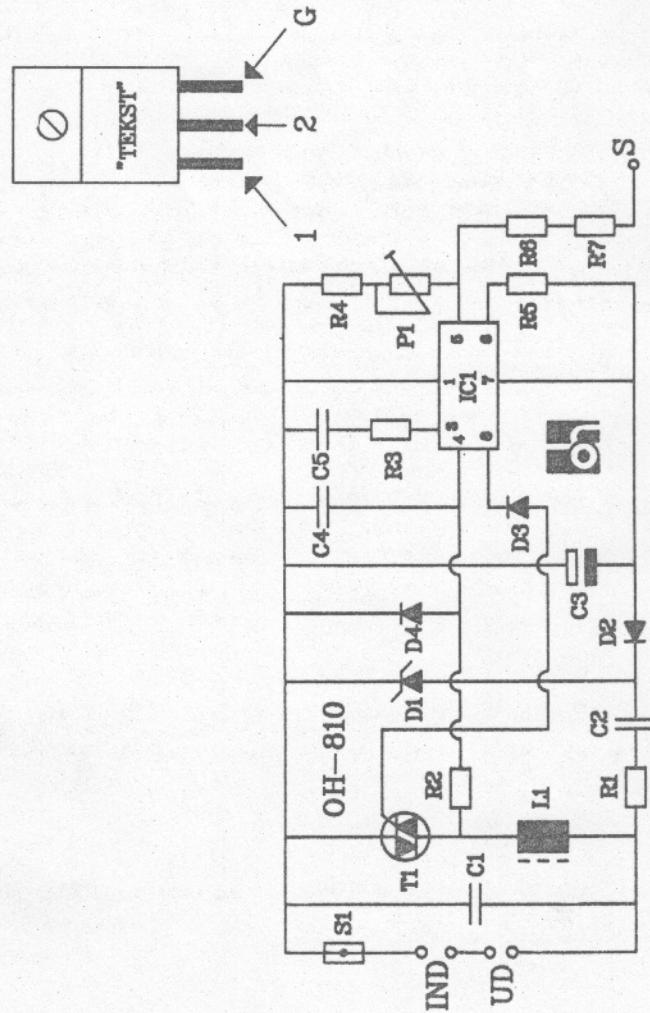 "TEKST"
1
2
G
OH-810
S1
IND
UD
C1
T1
L1
R2
R1
C2
D1
D4
D2
C3
C4
C5
R3
D3
IC1
1
3
4
5
6
7
8
R4
P1
R5
R6
R7
S